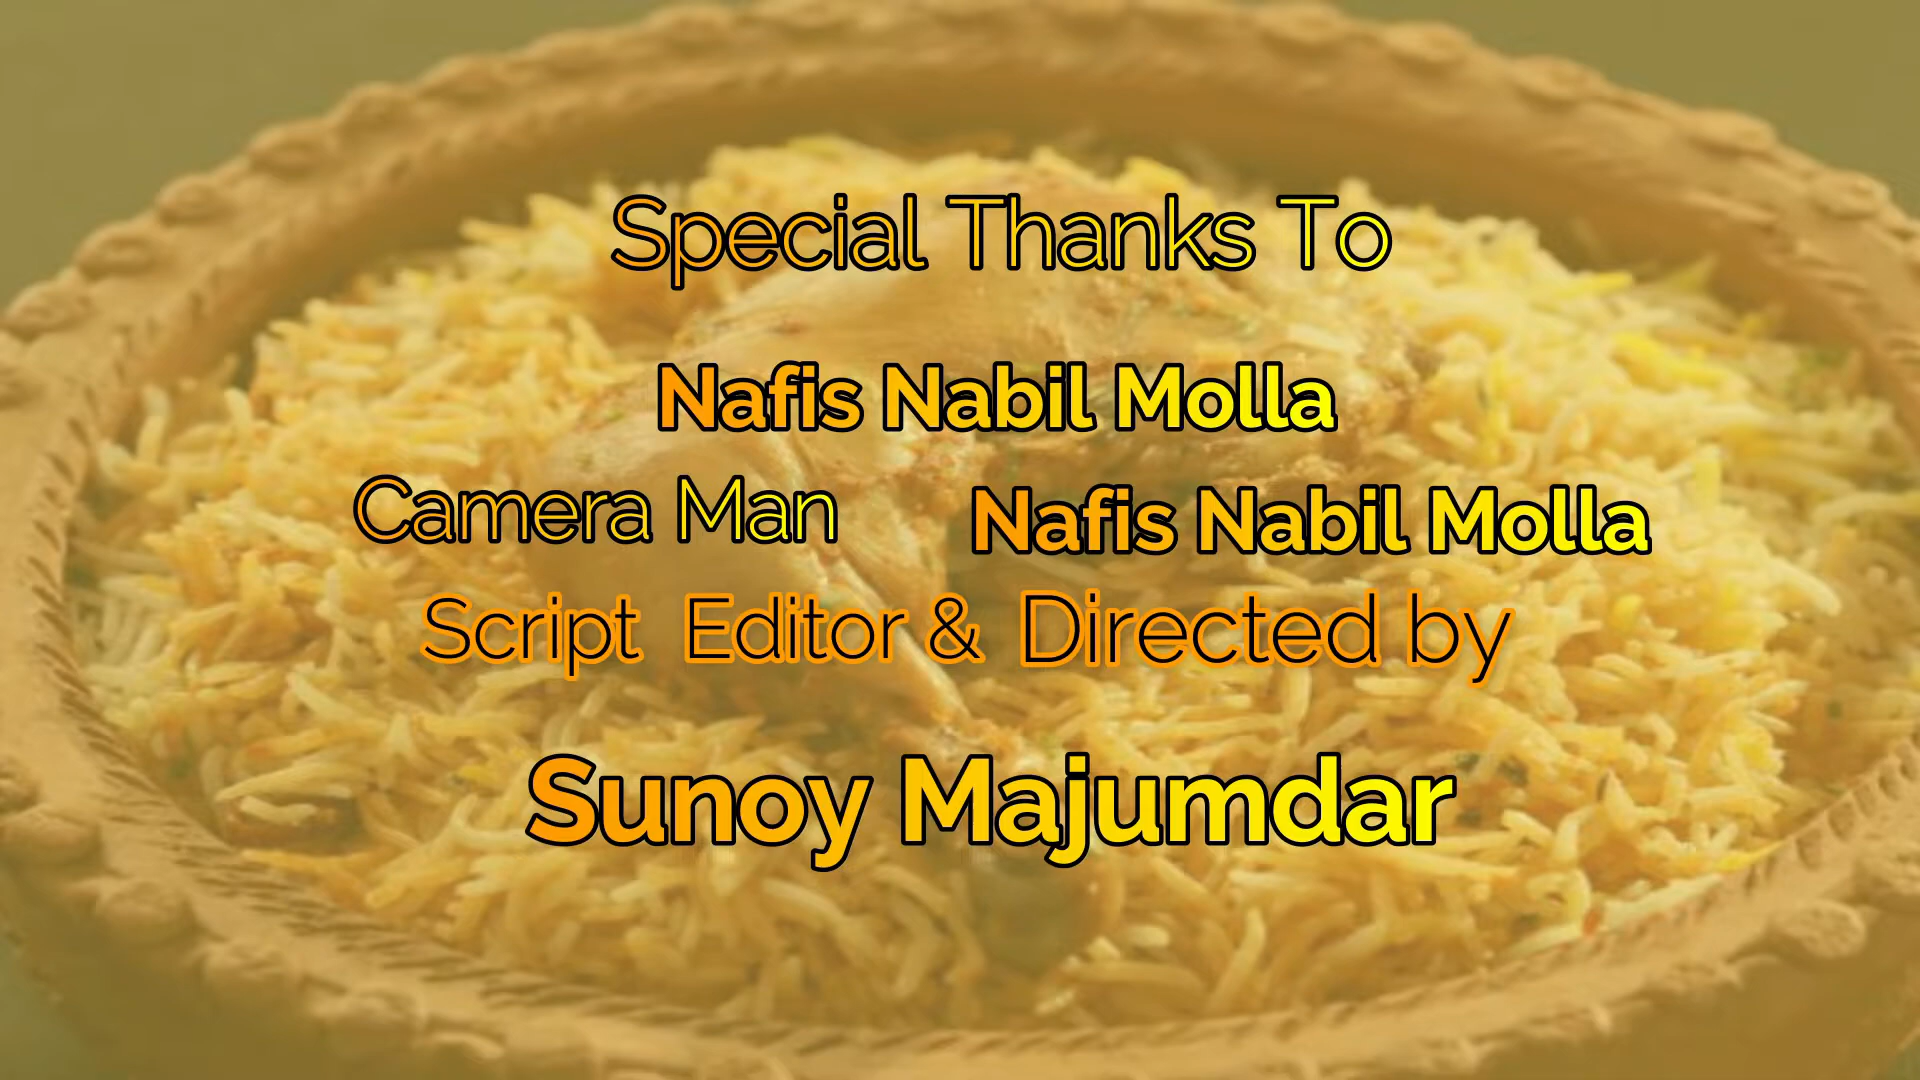 Special Thanks To
Nafis Nabil Molla
Camera Man Nafis Nabil Molla
Script Editor & Directed by
Sunoy Majumdar